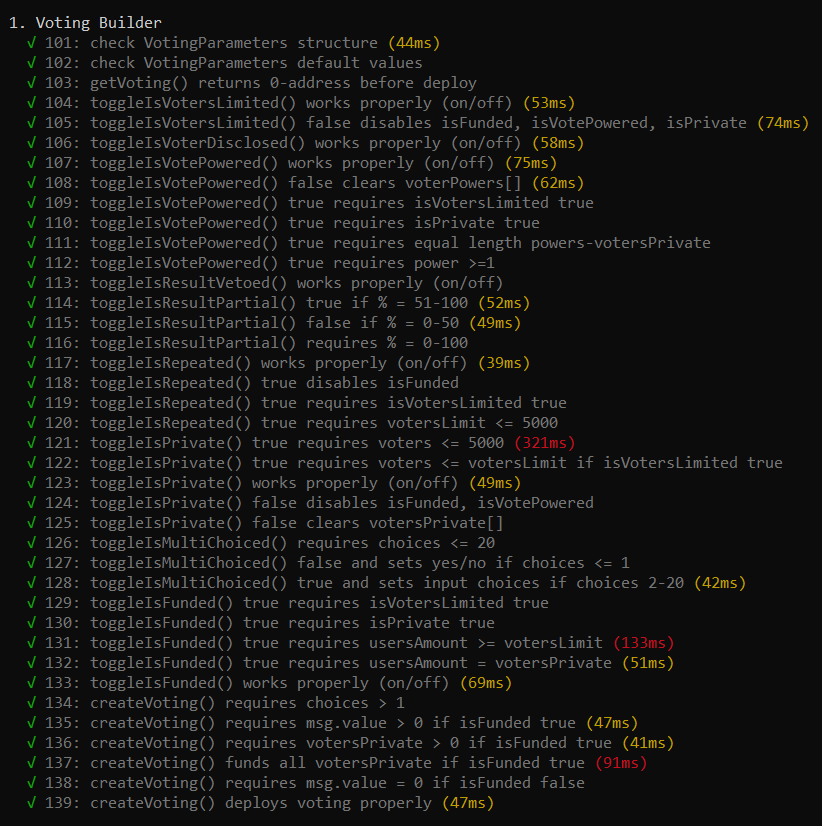 1. Voting Builder
√ 101: check VotingParameters structure (44ms)
√ 102: check VotingParameters default values
√ 103: getVoting() returns 0-address before deploy
√ 104: toggleIsVotersLimited() works properly (on/off) (53ms)
√ 105: toggleIsVotersLimited() false disables isFunded, isVotePowered, isPrivate (74ms)
√ 106: toggleIsVoterDisclosed() works properly (on/off) (58ms)
√ 107: toggleIsVotePowered() works properly (on/off) (75ms)
√ 108: toggleIsVotePowered() false clears voterPowers[] (62ms)
√ 109: toggleIsVotePowered() true requires isVotersLimited true
√ 110: toggleIsVotePowered() true requires isPrivate true
√ 111: toggleIsVotePowered() true requires equal length powers-votersPrivate
√ 112: toggleIsVotePowered() true requires power >=1
√ 113: toggleIsResultVetoed() works properly (on/off)
√ 114: toggleIsResultPartial() true if % = 51-100 (52ms)
√ 115: toggleIsResultPartial() false if % = 0-50 (49ms)
√ 116: toggleIsResultPartial() requires % = 0-100
√ 117: toggleIsRepeated() works properly (on/off) (39ms)
√ 118: toggleIsRepeated() true disables isFunded
√ 119: toggleIsRepeated() true requires isVotersLimited true
√ 120: toggleIsRepeated() true requires votersLimit <= 5000
√ 121: toggleIsPrivate() true requires voters <= 5000 (321ms)
√ 122: toggleIsPrivate() true requires voters <= votersLimit if isVotersLimited true
√ 123: toggleIsPrivate() works properly (on/off) (49ms)
√ 124: toggleIsPrivate() false disables isFunded, isVotePowered
√ 125: toggleIsPrivate() false clears votersPrivate[]
√ 126: toggleIsMultiChoiced() requires choices <= 20
√ 127: toggleIsMultiChoiced() false and sets yes/no if choices <= 1
√ 128: toggleIsMultiChoiced() true and sets input choices if choices 2-20 (42ms)
√ 129: toggleIsFunded() true requires isVotersLimited true
√ 130: toggleIsFunded() true requires isPrivate true
√ 131: toggleIsFunded() true requires usersAmount >= votersLimit (133ms)
√ 132: toggleIsFunded() true requires usersAmount = votersPrivate (51ms)
√ 133: toggleIsFunded() works properly (on/off) (69ms)
√ 134: createVoting() requires choices > 1
√ 135: createVoting() requires msg.value > 0 if isFunded true (47ms)
√ 136: createVoting() requires votersPrivate > 0 if isFunded true (41ms)
√ 137: createVoting() funds all votersPrivate if isFunded true (91ms)
√ 138: createVoting() requires msg.value = 0 if isFunded false
√ 139: createVoting() deploys voting properly (47ms)